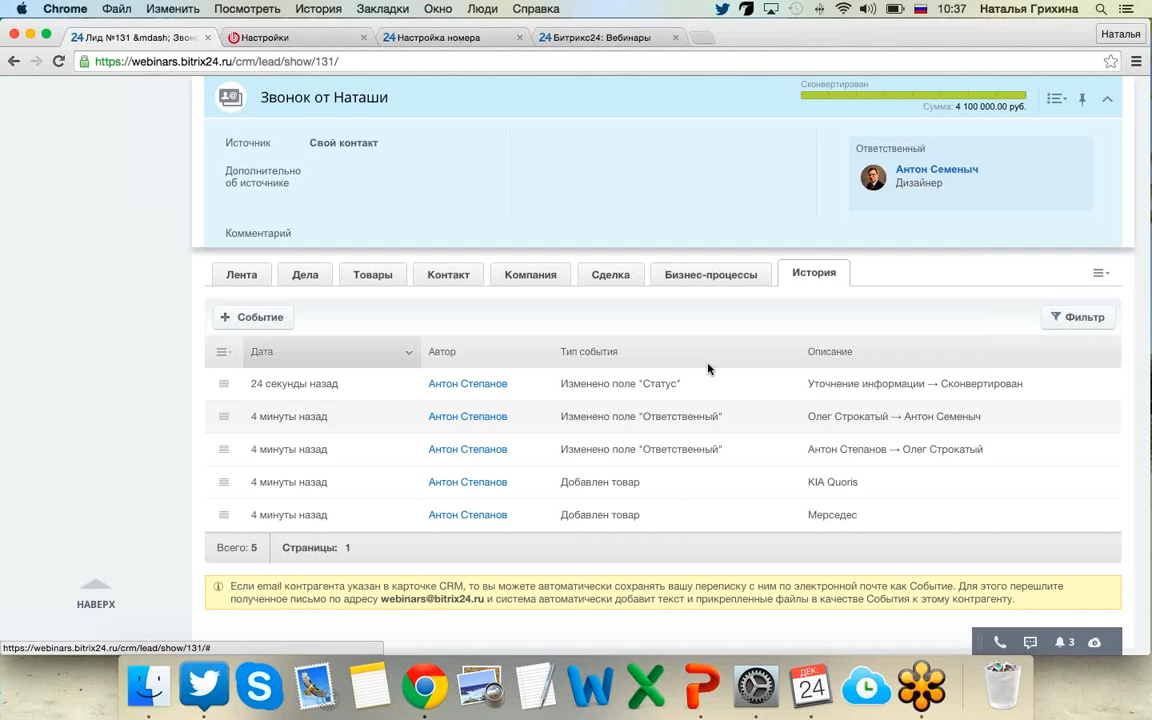 Chrome Файл Изменить Посмотреть История Закладки Окно Люди Справка 10:37 Наталья Грихина
24 Лид №131 &mdash; Звон × Настройки × 24 Настройка номера × 24 Битрикс24: Вебинары × Наталья
https://webinars.bitrix24.ru/crm/lead/show/131/
Звонок от Наташи
Сконвертирован
Сумма: 4 100 000.00 руб.
Источник Свой контакт
Дополнительно
об источнике
Комментарий
Ответственный
Антон Семеныч
Дизайнер
Лента Дела Товары Контакт Компания Сделка Бизнес-процессы История
+ Событие Фильтр
Дата Автор Тип события Описание
24 секунды назад Антон Степанов Изменено поле "Статус" Уточнение информации → Сконвертирован
4 минуты назад Антон Степанов Изменено поле "Ответственный" Олег Строкатый → Антон Семеныч
4 минуты назад Антон Степанов Изменено поле "Ответственный" Антон Степанов → Олег Строкатый
4 минуты назад Антон Степанов Добавлен товар KIA Quoris
4 минуты назад Антон Степанов Добавлен товар Мерседес
Всего: 5 Страницы: 1
Если email контрагента указан в карточке CRM, то вы можете автоматически сохранять вашу переписку с ним по электронной почте как Событие. Для этого перешлите
полученное письмо по адресу webinars@bitrix24.ru и система автоматически добавит текст и прикрепленные файлы в качестве События к этому контрагенту.
НАВЕРХ
3
https://webinars.bitrix24.ru/crm/lead/show/131/#
ДЕК
24